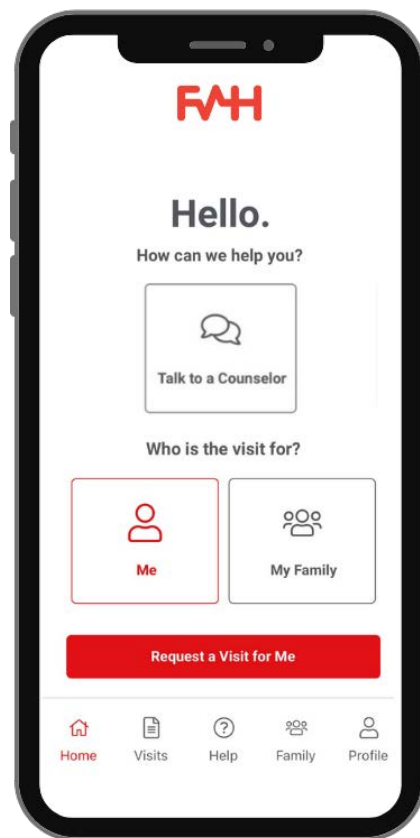 FAH
Hello.
How can we help you?
Talk to a Counselor
Who is the visit for?
Me
My Family
Request a Visit for Me
Home Visits Help Family Profile